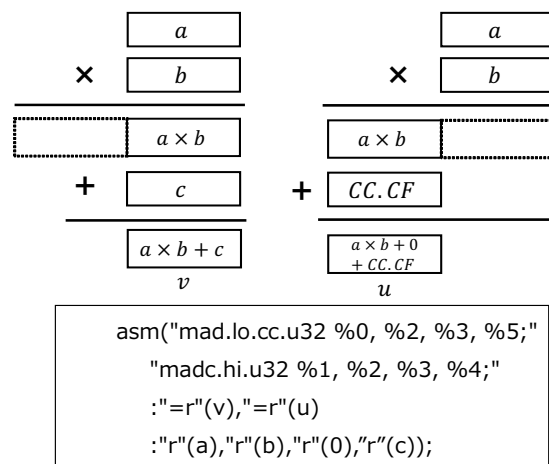 a a
× b × b
a × b a × b
+ c + CC.CF
a × b + c a × b + 0
+ CC.CF
v u
asm("mad.lo.cc.u32 %0, %2, %3, %5;"
"madc.hi.u32 %1, %2, %3, %4;"
:"=r"(v),"=r"(u)
:"r"(a),"r"(b),"r"(0),”r”(c));